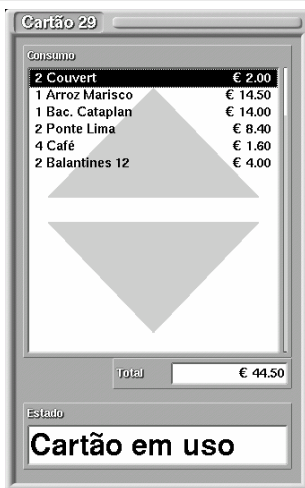 Cartão 29
Consumo
2 Couvert € 2.00
1 Arroz Marisco € 14.50
1 Bac. Cataplan € 14.00
2 Ponte Lima € 8.40
4 Café € 1.60
2 Balantines 12 € 4.00
Total € 44.50
Estado
Cartão em uso